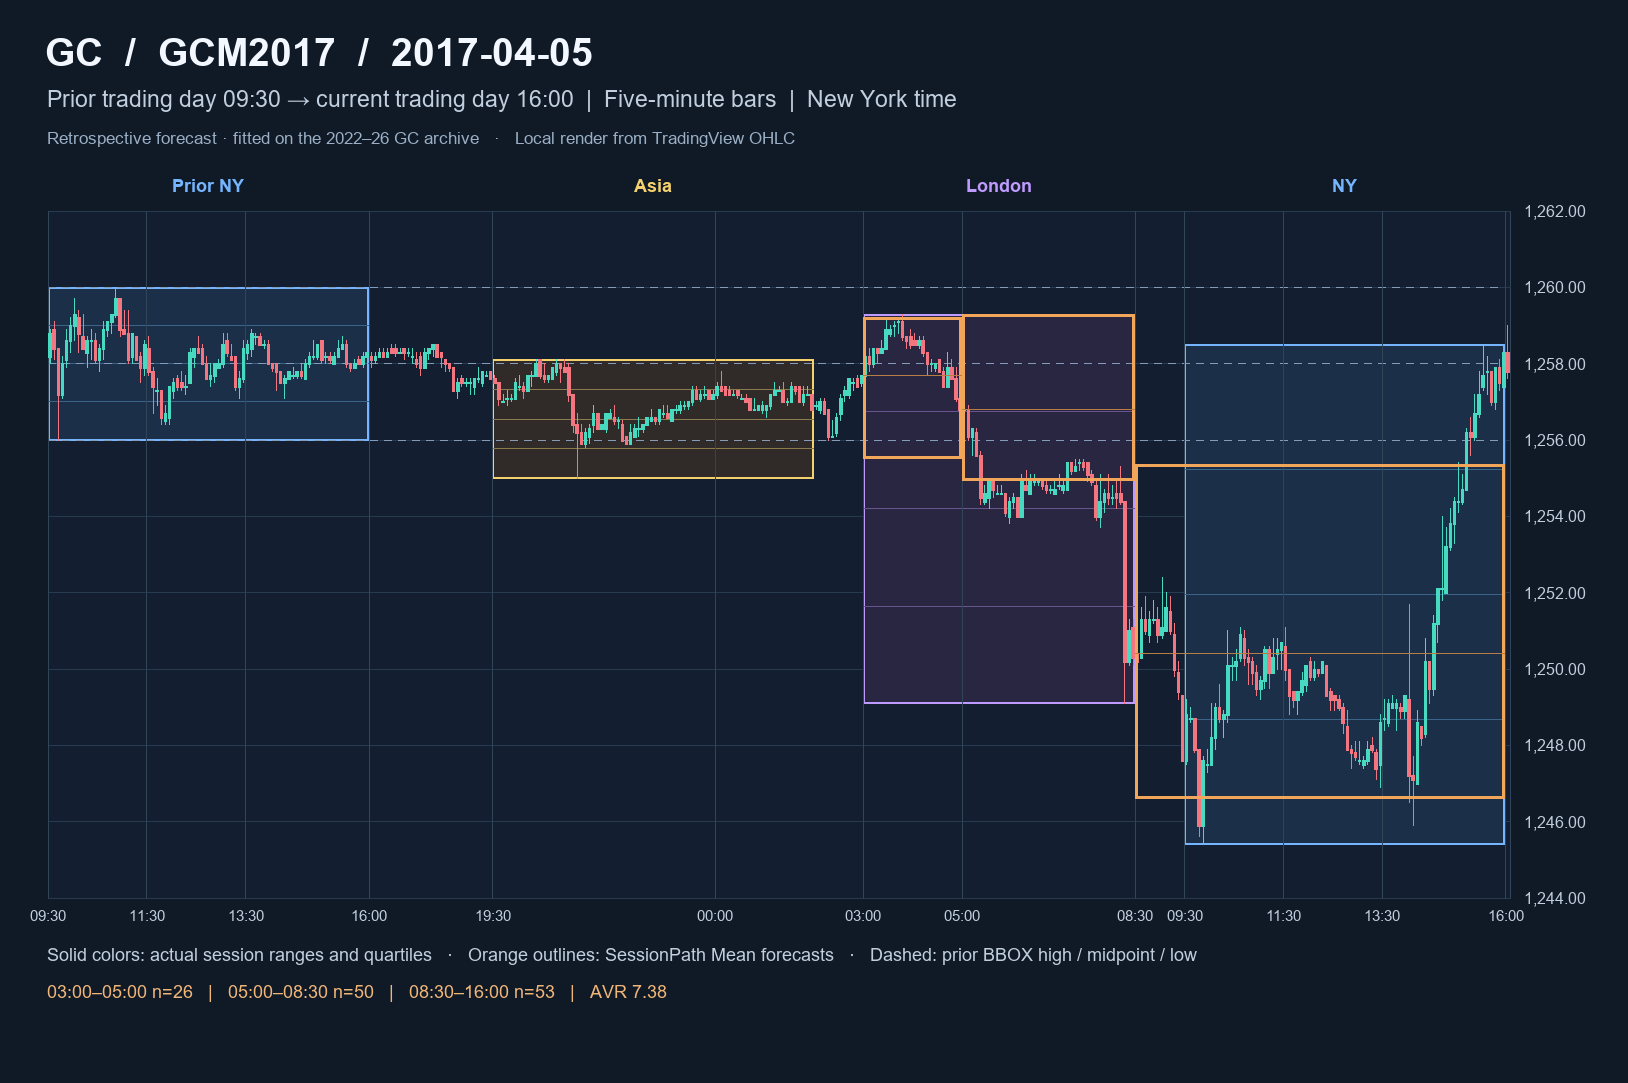 GC / GCM2017 / 2017-04-05
Prior trading day 09:30 → current trading day 16:00 | Five-minute bars | New York time
Retrospective forecast · fitted on the 2022–26 GC archive · Local render from TradingView OHLC
Prior NY Asia London NY
1,262.00
1,260.00
1,258.00
1,256.00
1,254.00
1,252.00
1,250.00
1,248.00
1,246.00
1,244.00
09:30 11:30 13:30 16:00 19:30 00:00 03:00 05:00 08:30 09:30 11:30 13:30 16:00
Solid colors: actual session ranges and quartiles · Orange outlines: SessionPath Mean forecasts · Dashed: prior BBOX high / midpoint / low
03:00–05:00 n=26 | 05:00–08:30 n=50 | 08:30–16:00 n=53 | AVR 7.38